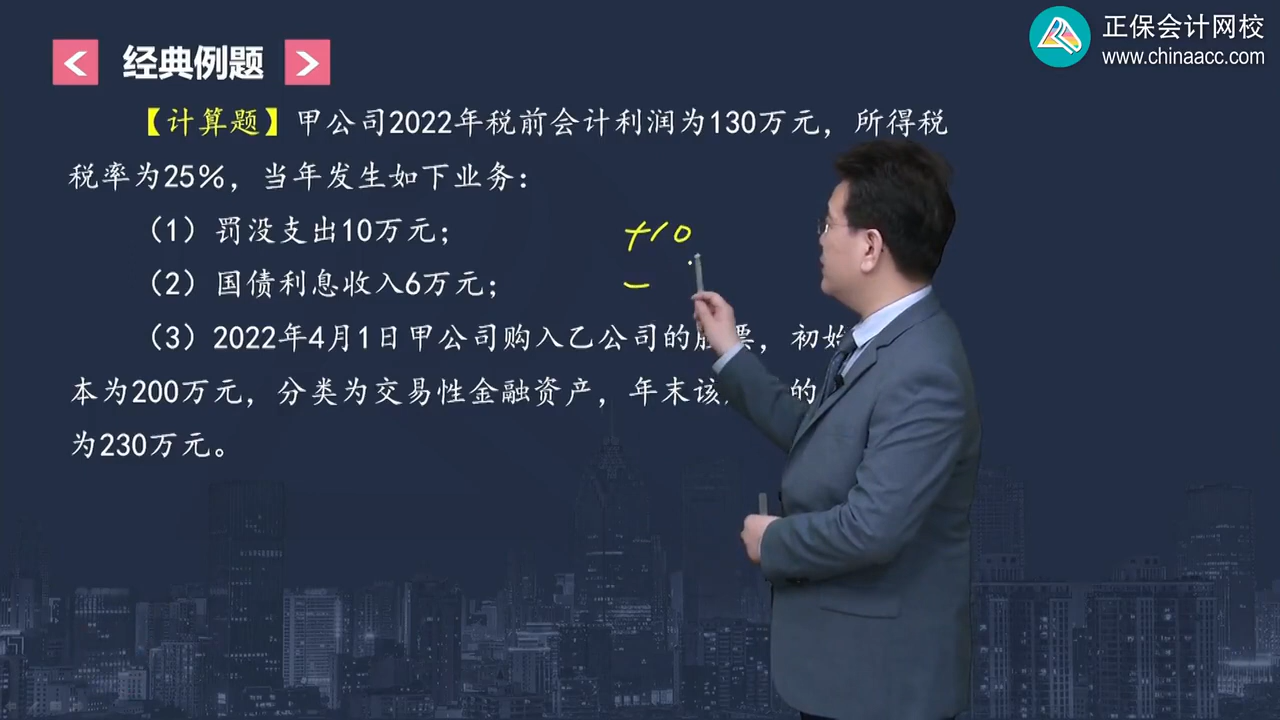 正保会计网校
www.chinaacc.com
经典例题
【计算题】甲公司2022年税前会计利润为130万元，所得税
税率为25%，当年发生如下业务：
（1）罚没支出10万元；
+10
（2）国债利息收入6万元；
－
（3）2022年4月1日甲公司购入乙公司的股票，初始
本为200万元，分类为交易性金融资产，年末该 的
为230万元。